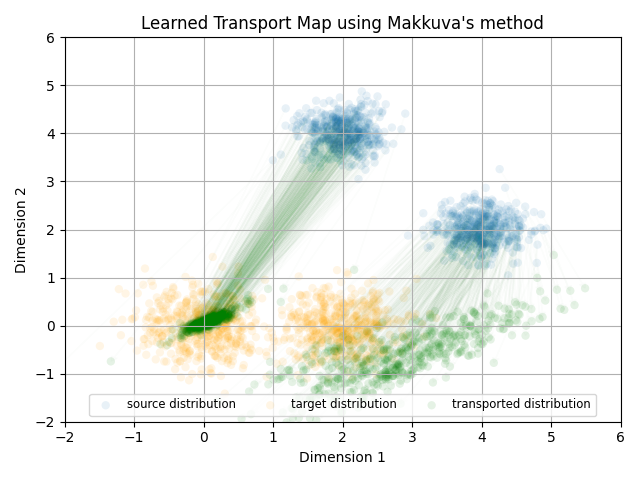 Learned Transport Map using Makkuva's method
6
5
4
3
2
1
0
−1
−2
Dimension 2
source distribution target distribution transported distribution
−2 −1 0 1 2 3 4 5 6
Dimension 1